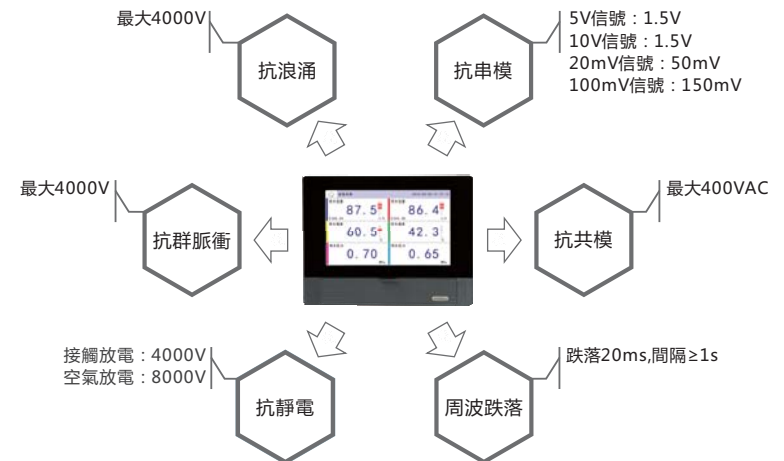 最大4000V
抗浪涌
抗串模
5V信號：1.5V
10V信號：1.5V
20mV信號：50mV
100mV信號：150mV
最大4000V
抗群脈衝
87.5
86.4
60.5
42.3
0.70
0.65
抗共模
最大400VAC
接觸放電：4000V
空氣放電：8000V
抗靜電
周波跌落
跌落20ms,間隔≥1s